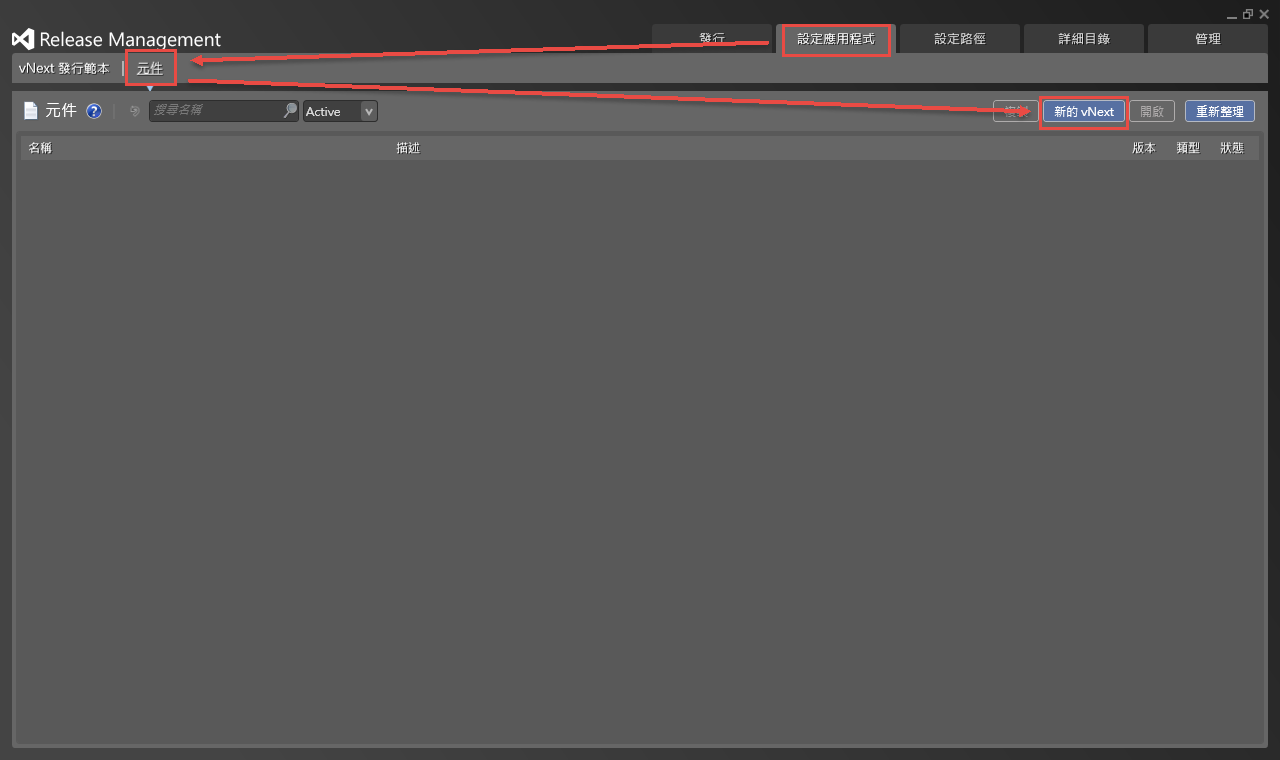 Release Management
發行
設定應用程式
設定路徑
詳細目錄
管理
vNext 發行範本 | 元件
元件
搜尋名稱
Active
新的 vNext
開啟
重新整理
名稱
描述
版本
類型
狀態